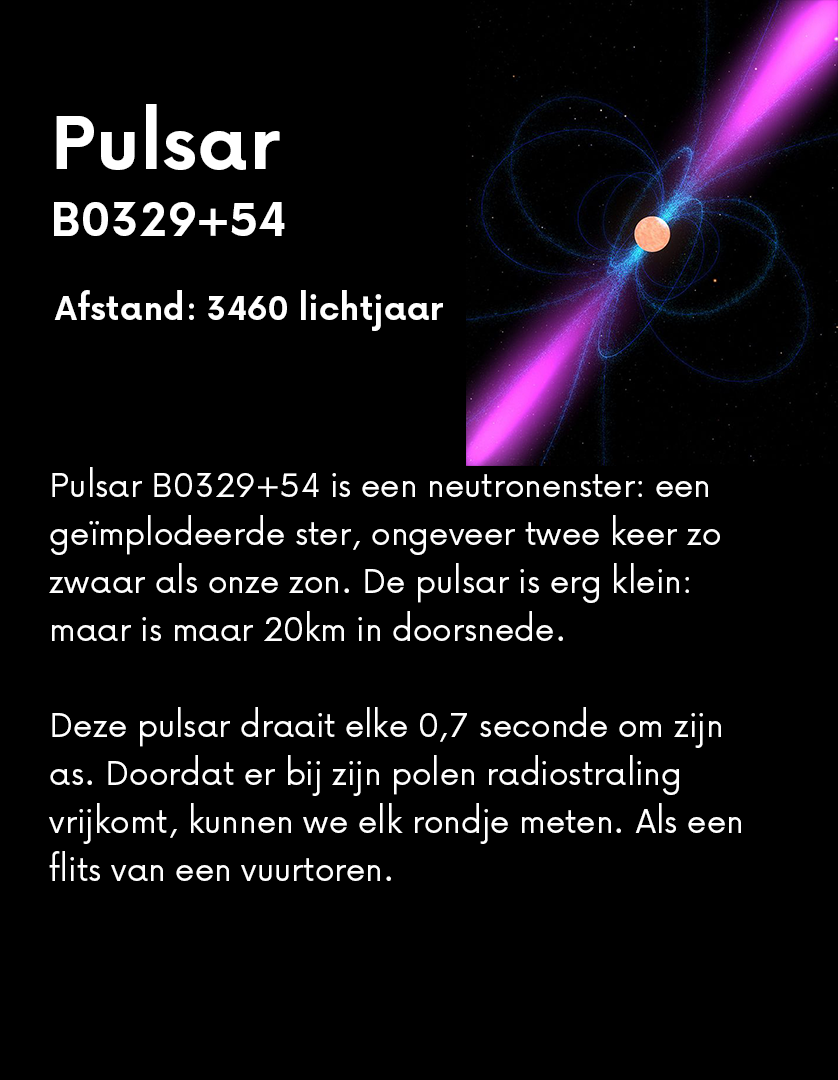 Pulsar
B0329+54
Afstand: 3460 lichtjaar
Pulsar B0329+54 is een neutronenster: een
geïmplodeerde ster, ongeveer twee keer zo
zwaar als onze zon. De pulsar is erg klein:
maar is maar 20km in doorsnede.
Deze pulsar draait elke 0,7 seconde om zijn
as. Doordat er bij zijn polen radiostraling
vrijkomt, kunnen we elk rondje meten. Als een
flits van een vuurtoren.